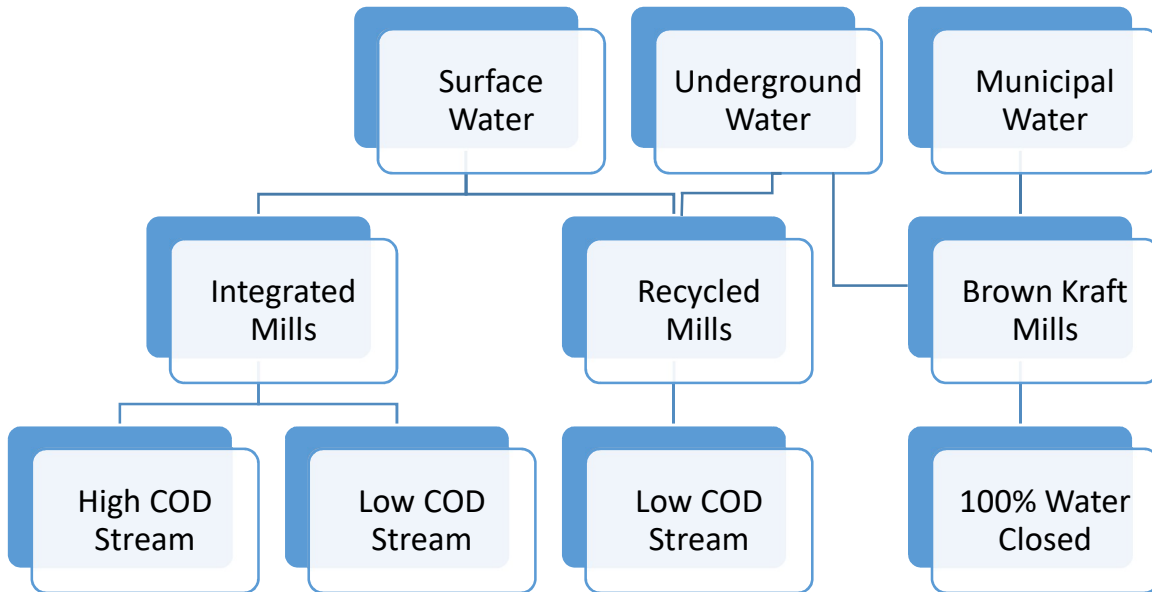 Surface
Water
Underground
Water
Municipal
Water
Integrated
Mills
Recycled
Mills
Brown Kraft
Mills
High COD
Stream
Low COD
Stream
Low COD
Stream
100% Water
Closed